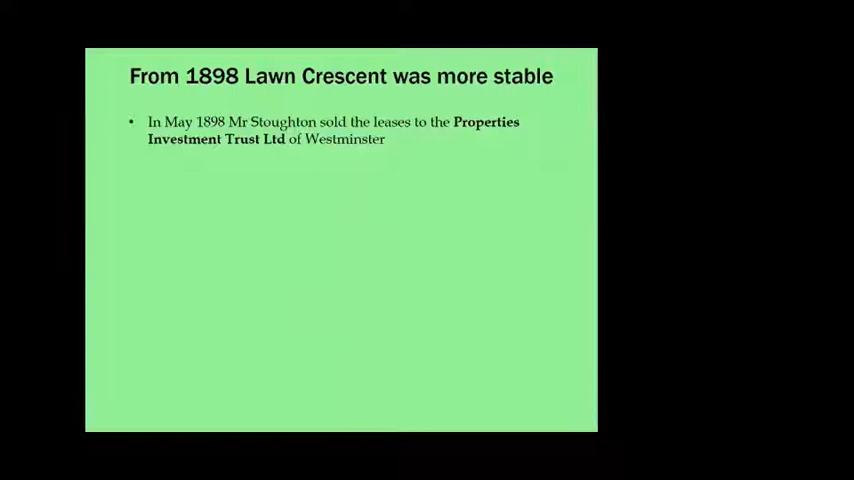 From 1898 Lawn Crescent was more stable
• In May 1898 Mr Stoughton sold the leases to the Properties
Investment Trust Ltd of Westminster